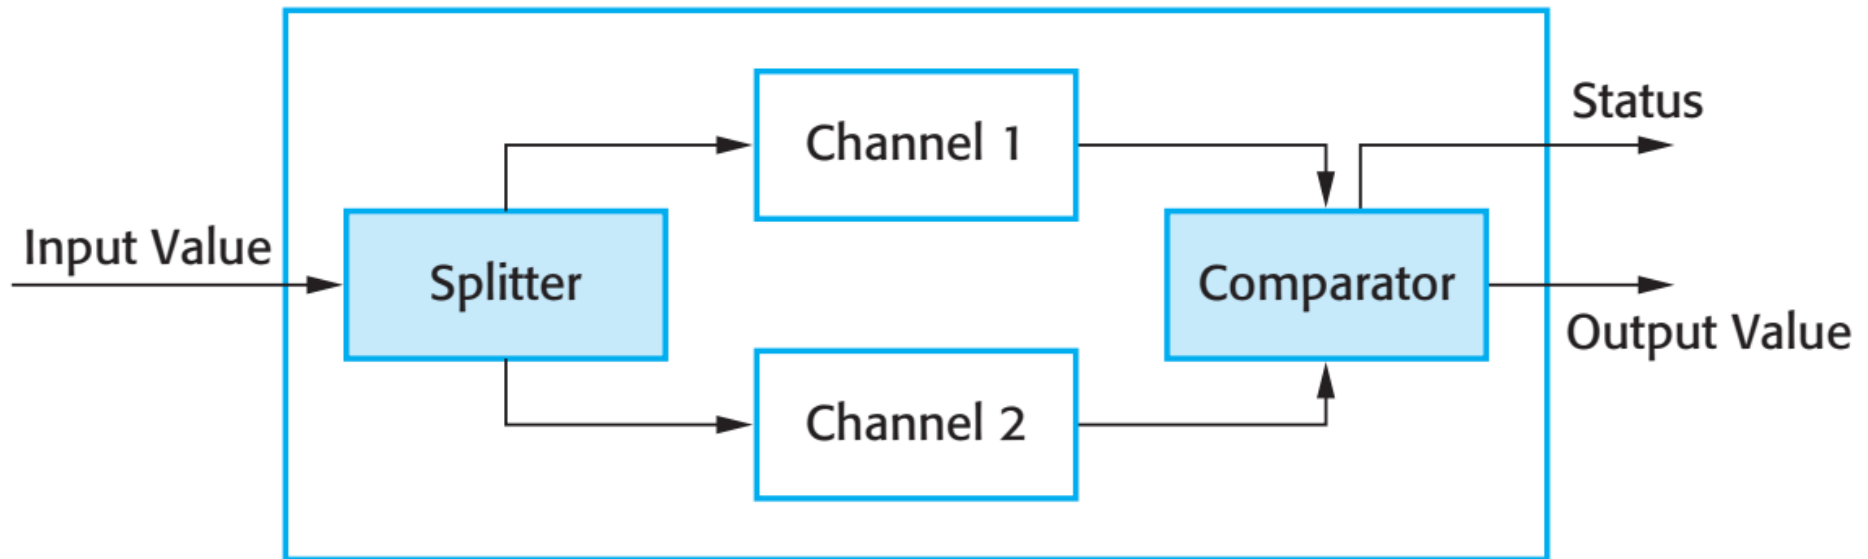 Input Value
Splitter
Channel 1
Channel 2
Comparator
Status
Output Value